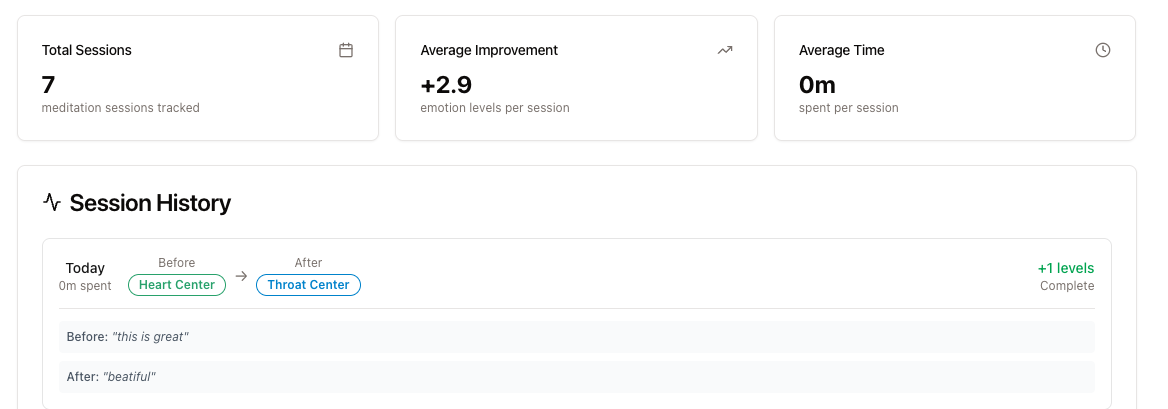 Total Sessions
7
meditation sessions tracked
Average Improvement
+2.9
emotion levels per session
Average Time
0m
spent per session
Session History
Today
0m spent
Before
Heart Center
After
Throat Center
+1 levels
Complete
Before: "this is great"
After: "beatiful"